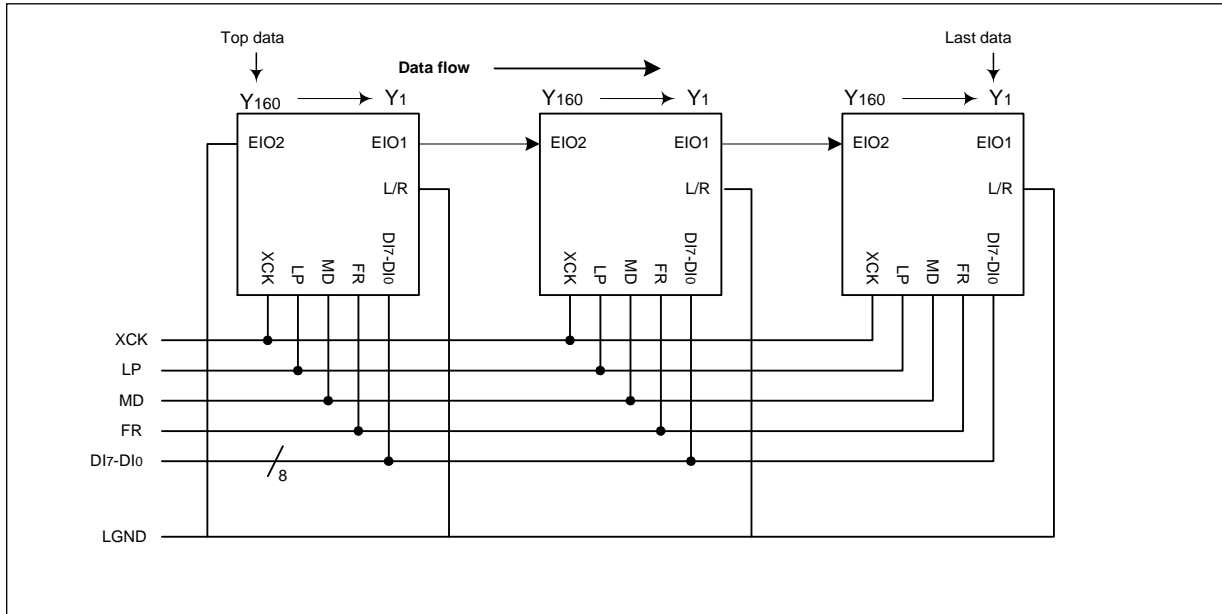 Top data
Last data
Data flow
Y160 Y1
Y160 Y1
Y160 Y1
EIO2 EIO1
EIO2 EIO1
EIO2 EIO1
L/R
L/R
L/R
XCK LP MD FR DI7-DI0
XCK LP MD FR DI7-DI0
XCK LP MD FR DI7-DI0
XCK
LP
MD
FR
DI7-DI0
8
LGND